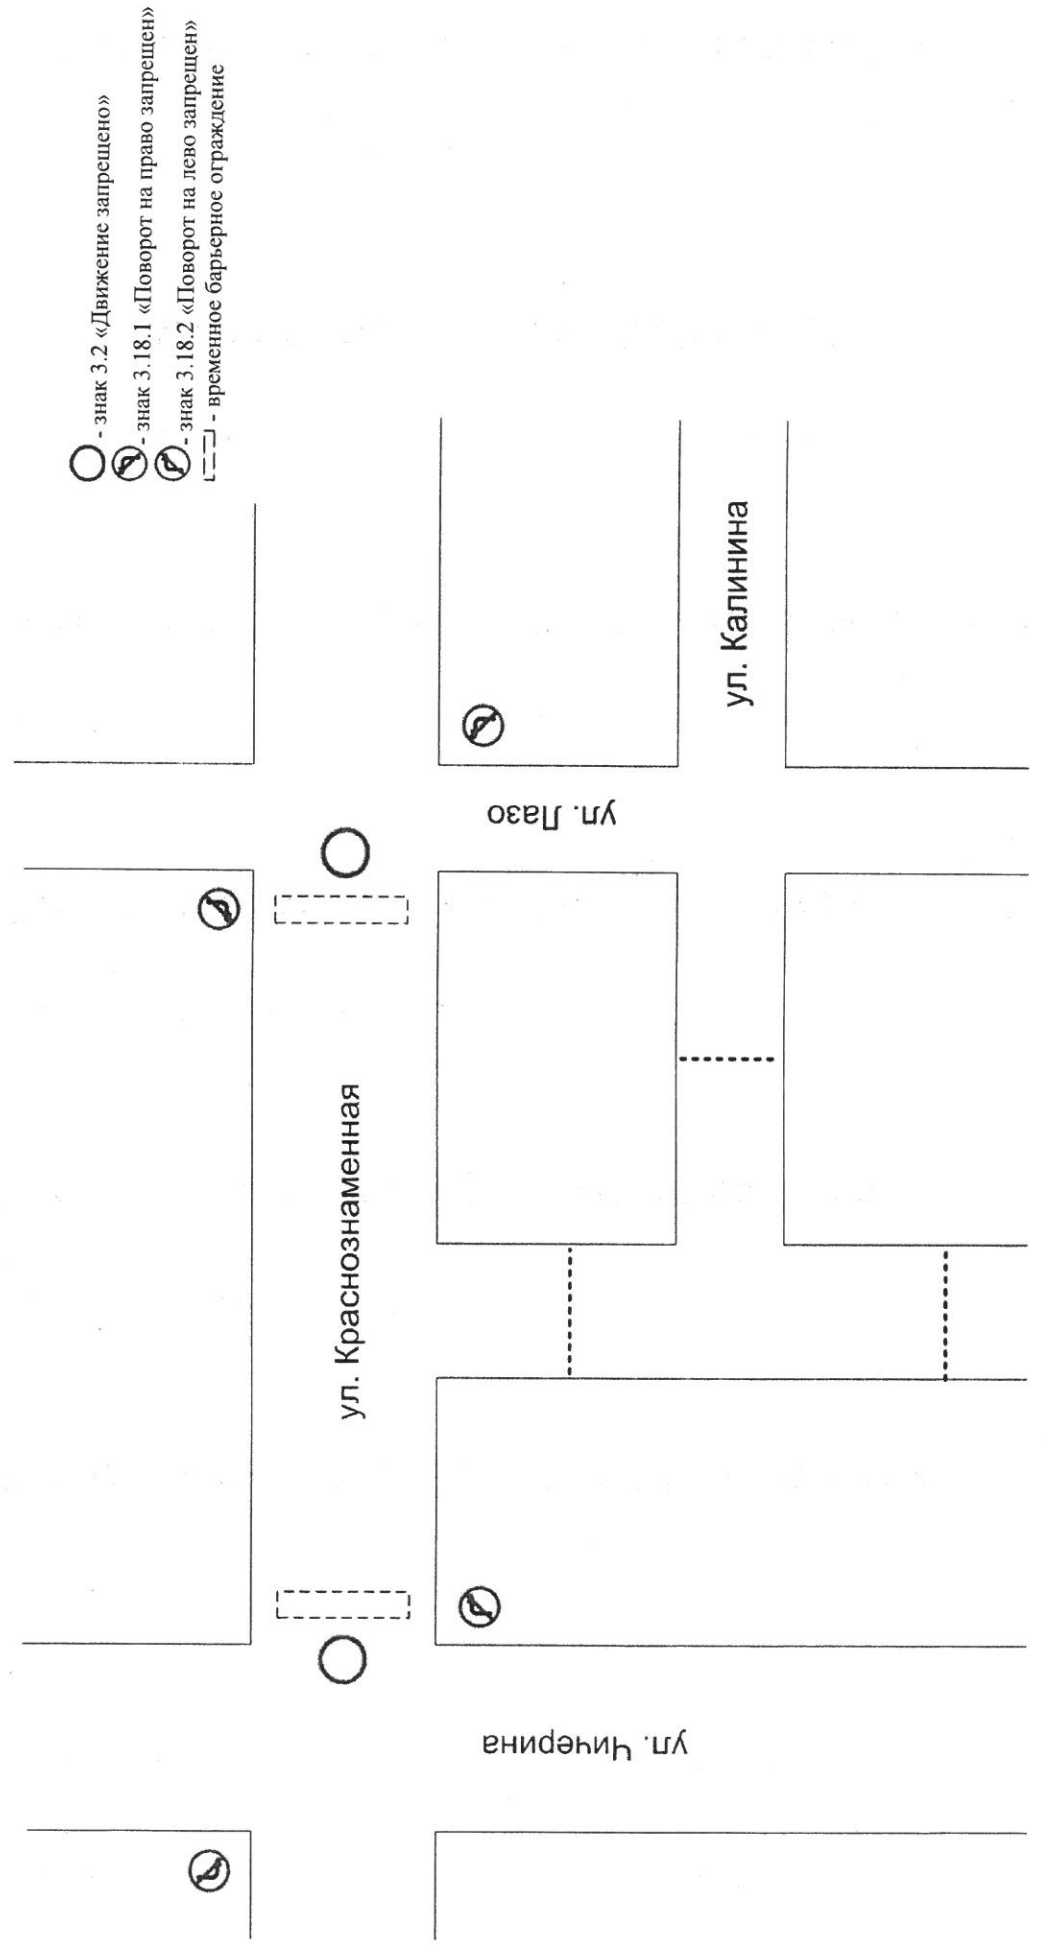 - знак 3.2 «Движение запрещено»
- знак 3.18.1 «Поворот на право запрещен»
- знак 3.18.2 «Поворот на лево запрещен»
- временное барьерное ограждение
ул. Краснознаменная
ул. Лазо
ул. Калинина
ул. Чичерина